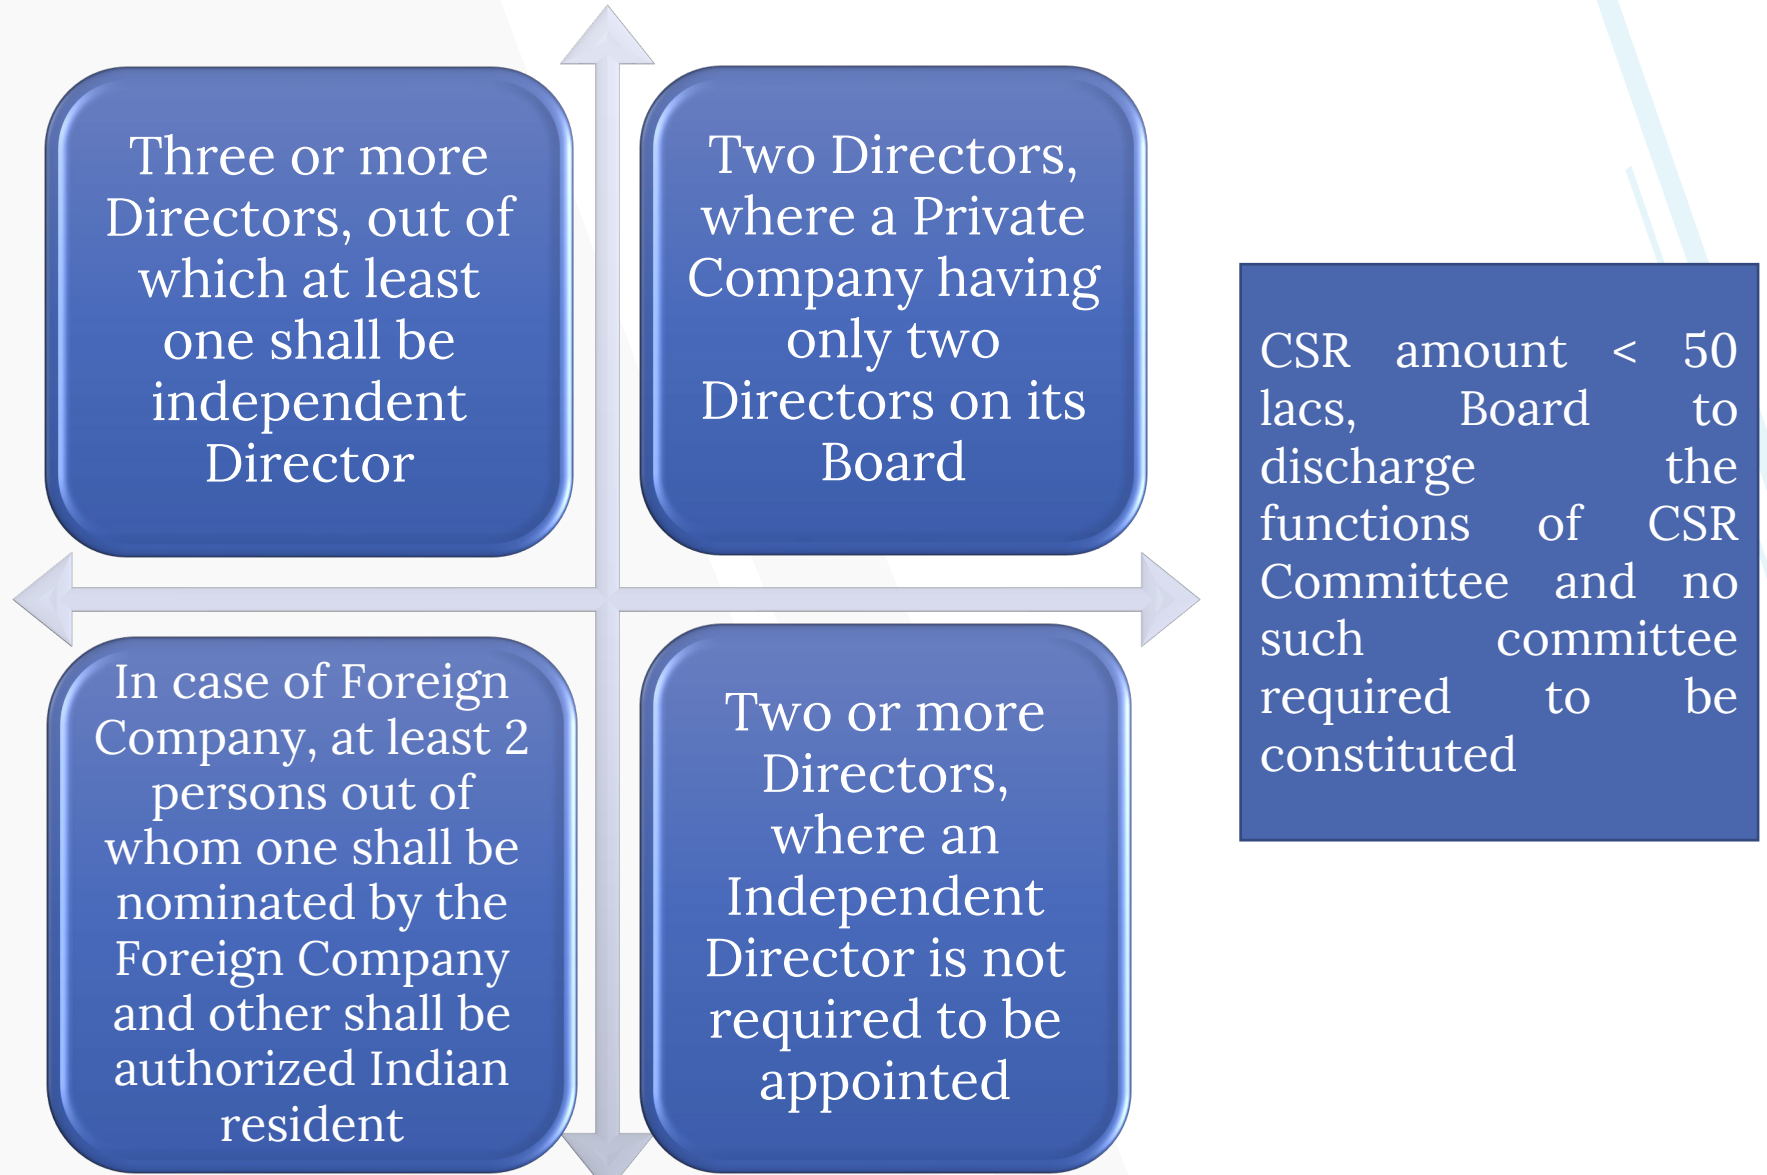 Three or more
Directors, out of
which at least
one shall be
independent
Director
Two Directors,
where a Private
Company having
only two
Directors on its
Board
In case of Foreign
Company, at least 2
persons out of
whom one shall be
nominated by the
Foreign Company
and other shall be
authorized Indian
resident
Two or more
Directors,
where an
Independent
Director is not
required to be
appointed
CSR amount < 50
lacs, Board to
discharge the
functions of CSR
Committee and no
such committee
required to be
constituted